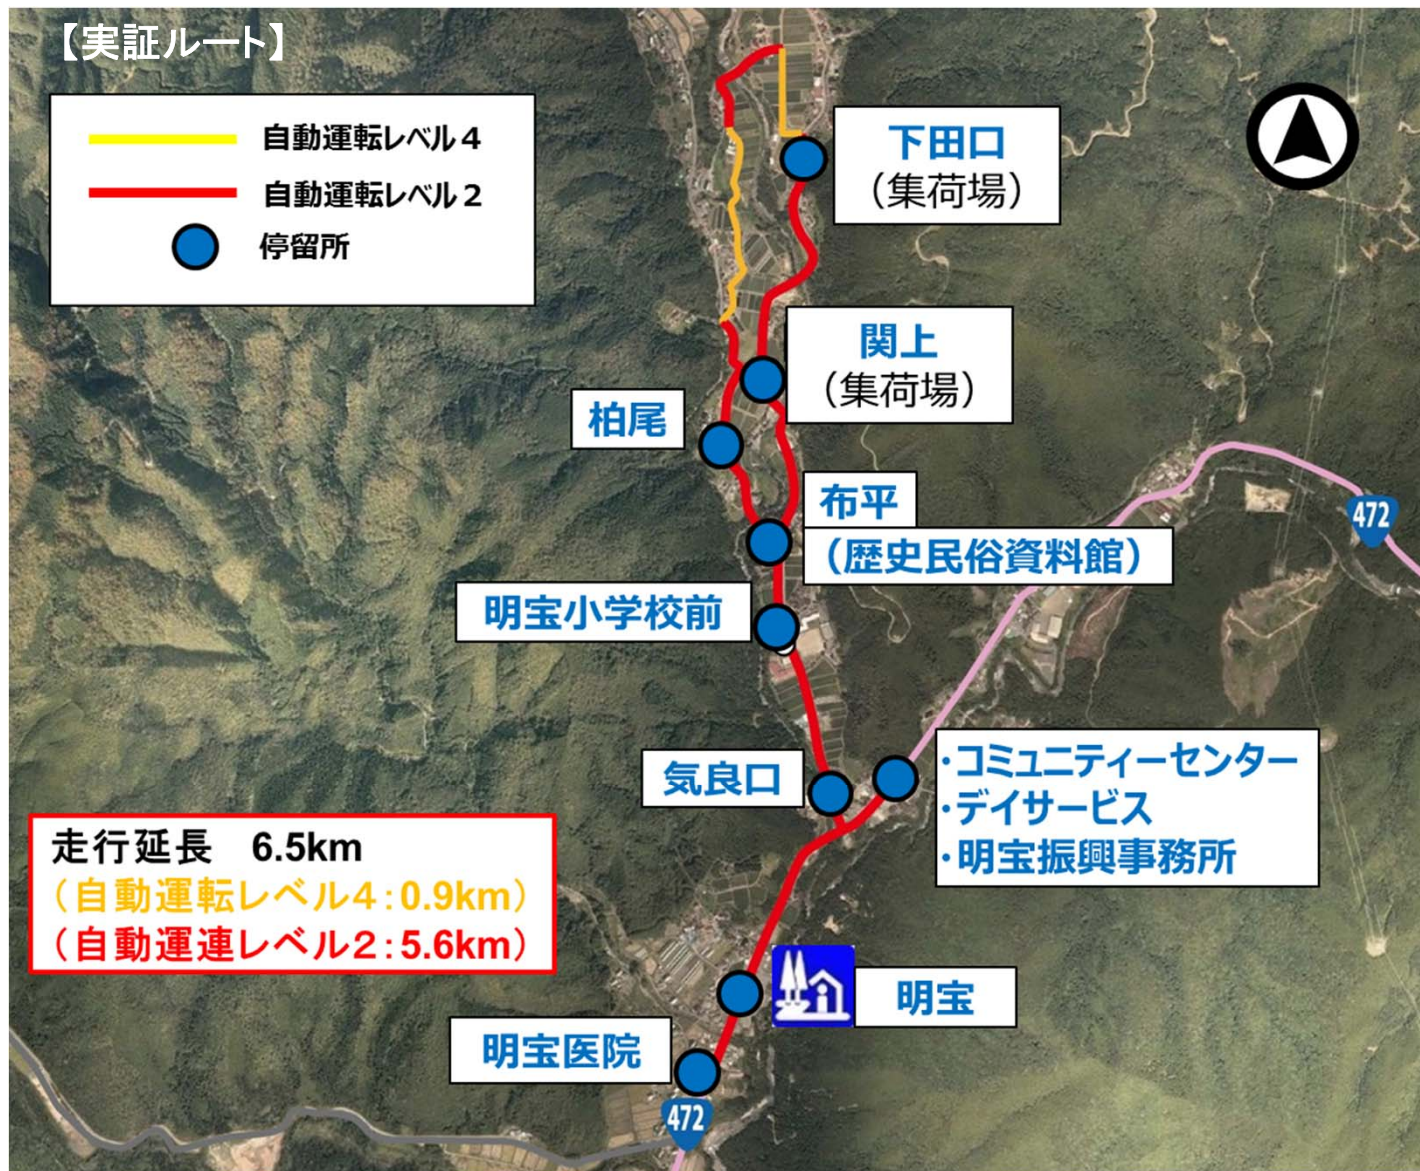 【実証ルート】
自動運転レベル4
自動運転レベル2
停留所
下田口
（集荷場）
関上
（集荷場）
柏尾
布平
（歴史民俗資料館）
472
明宝小学校前
気良口
・コミュニティーセンター
・デイサービス
・明宝振興事務所
走行延長 6.5km
（自動運転レベル4：0.9km）
（自動運連レベル2：5.6km）
明宝
明宝医院
472